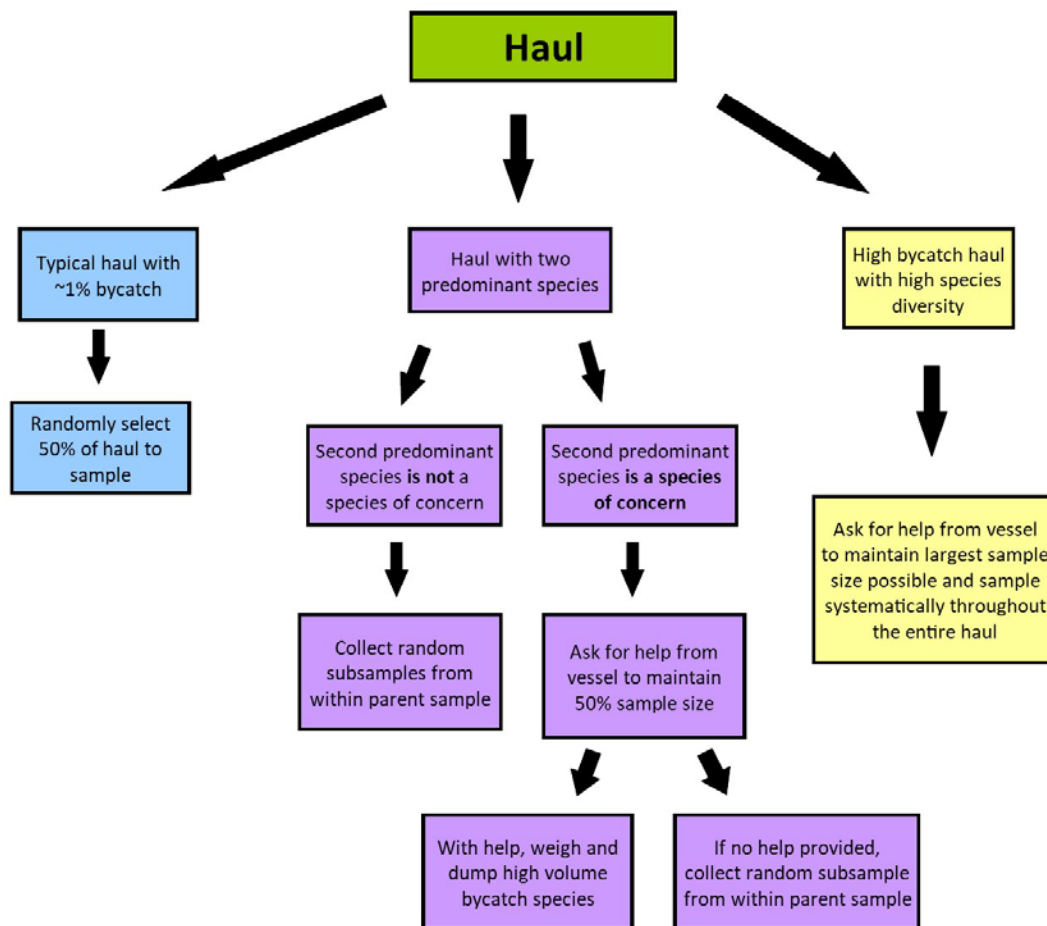 Haul
Typical haul with
~1% bycatch
Randomly select
50% of haul to
sample
Haul with two
predominant species
Second predominant
species is not a
species of concern
Collect random
subsamples from
within parent sample
Second predominant
species is a species
of concern
Ask for help from
vessel to maintain
50% sample size
With help, weigh and
dump high volume
bycatch species
If no help provided,
collect random subsample
from within parent sample
High bycatch haul
with high species
diversity
Ask for help from vessel
to maintain largest sample
size possible and sample
systematically throughout
the entire haul